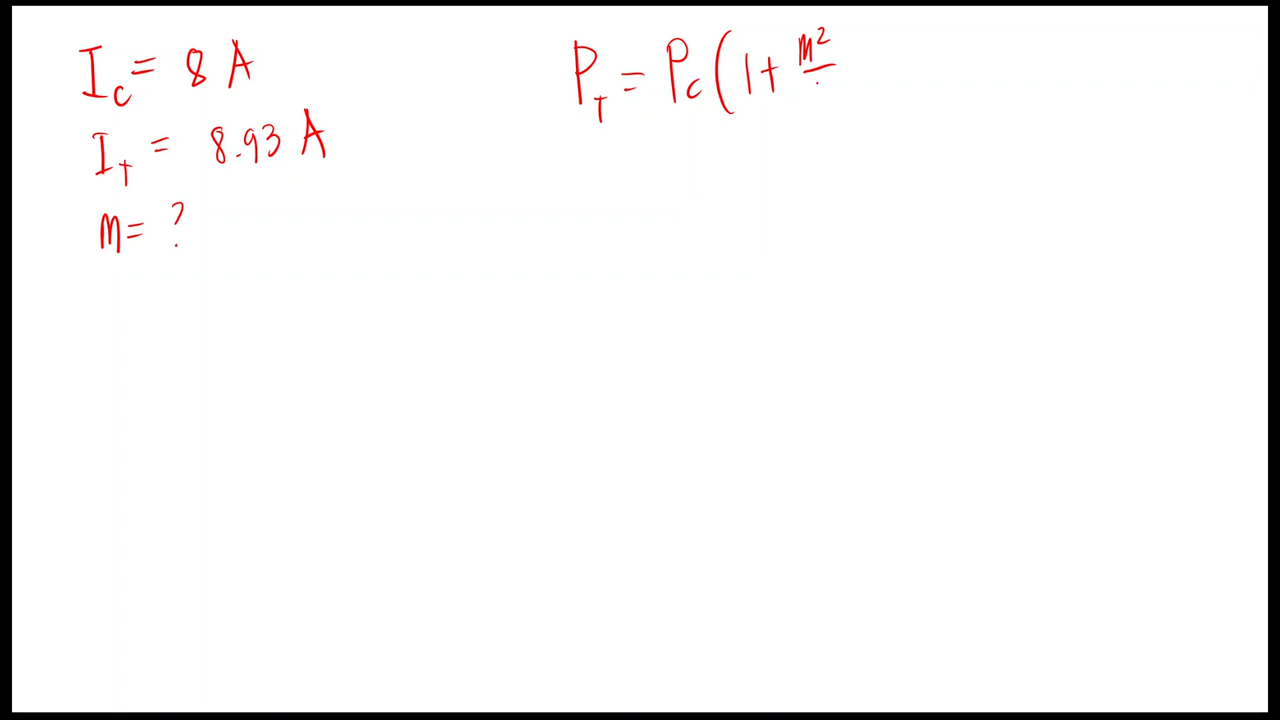 I_c = 8 A
I_T = 8.93 A
m = ?
P_T = P_c (1 + m²/